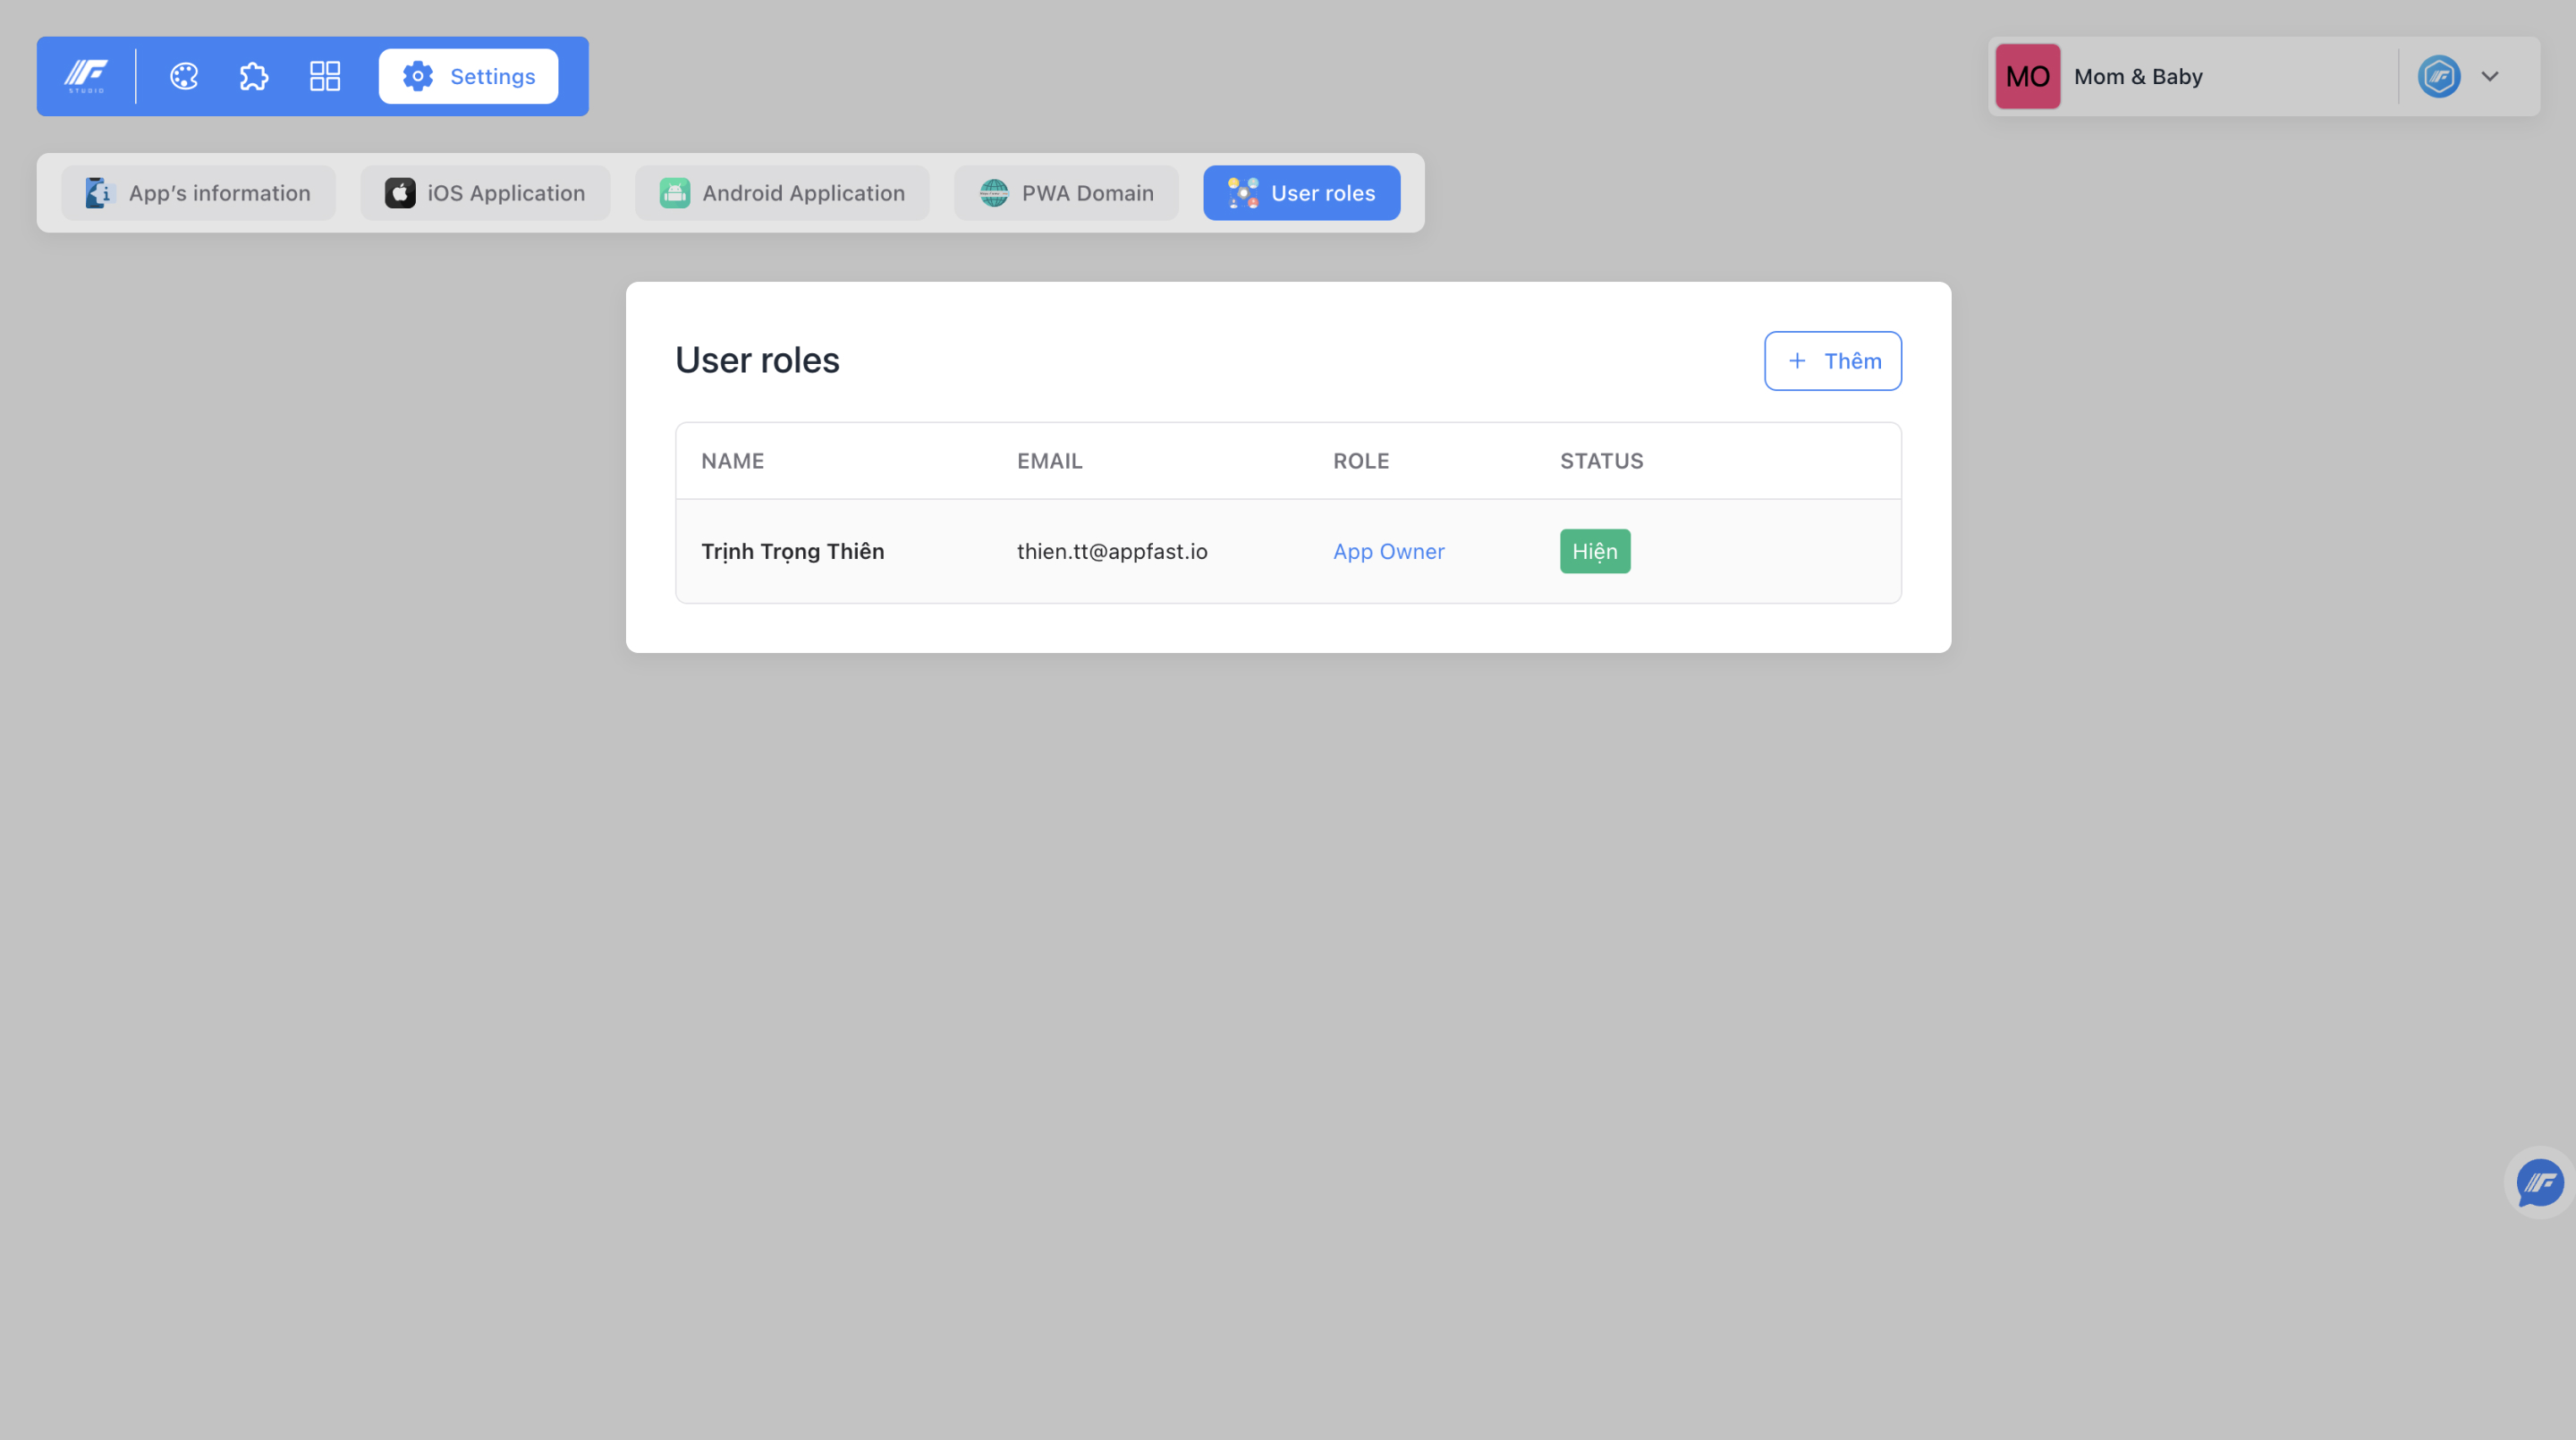 STUDIO
Settings
MO
Mom & Baby
App's information
iOS Application
Android Application
PWA Domain
User roles
User roles
+ Thêm
NAME EMAIL ROLE STATUS
Trịnh Trọng Thiên thien.tt@appfast.io App Owner Hiện